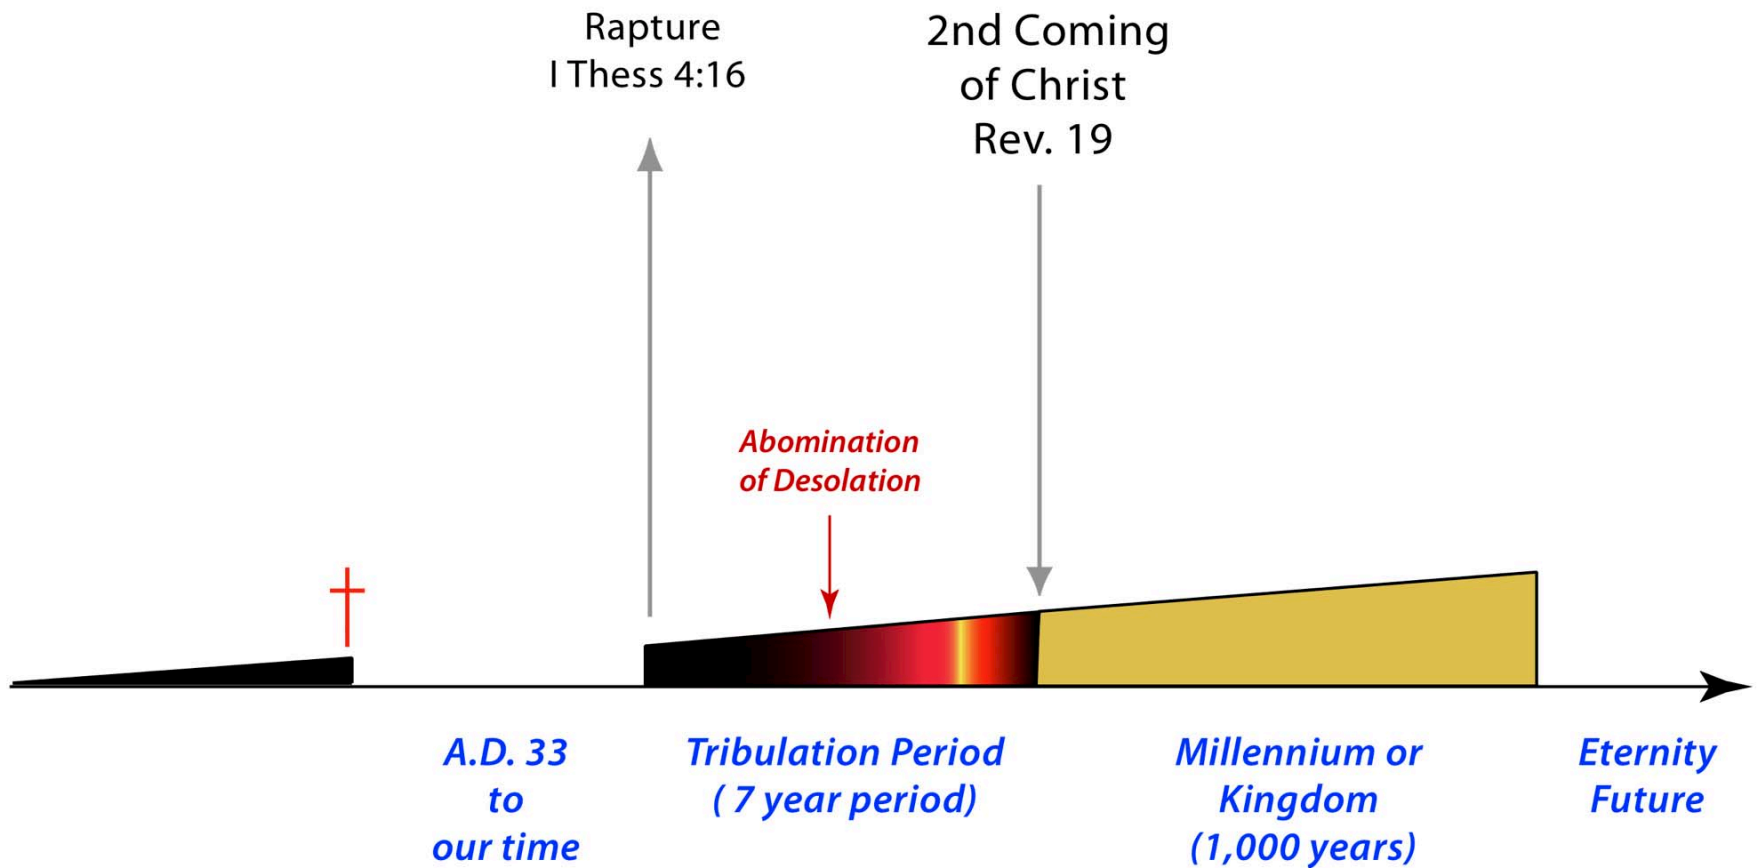 Rapture
I Thess 4:16
2nd Coming
of Christ
Rev. 19
Abomination
of Desolation
A.D. 33
to
our time
Tribulation Period
( 7 year period)
Millennium or
Kingdom
(1,000 years)
Eternity
Future